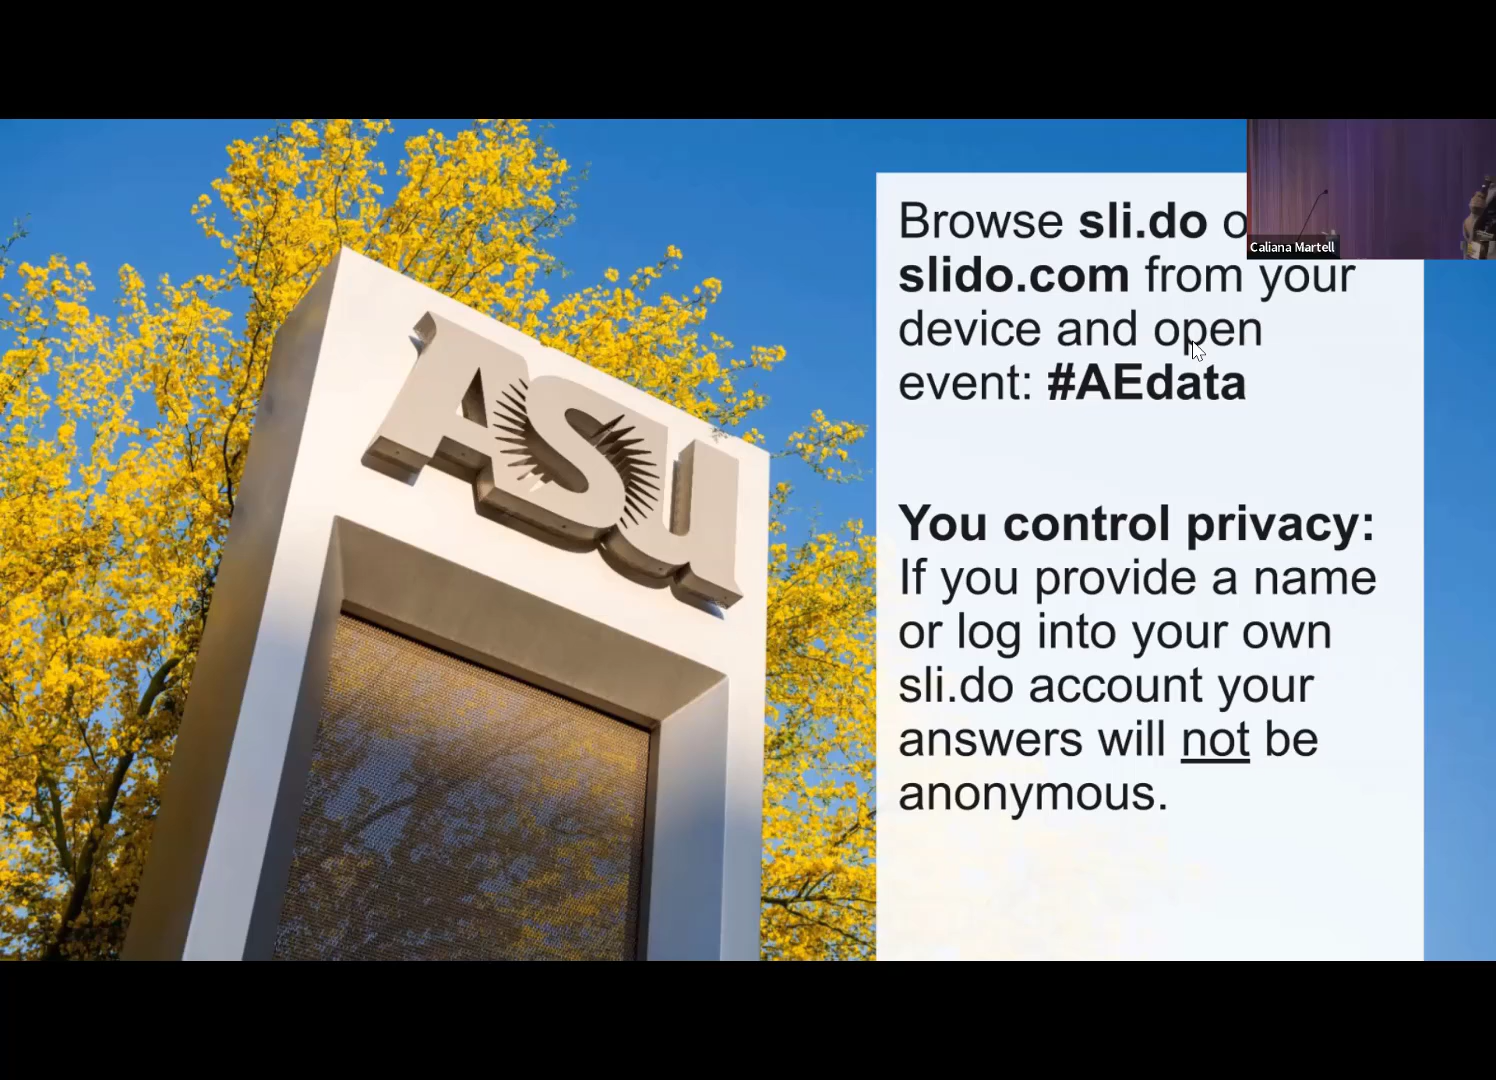 ASU
Browse sli.do o
slido.com from your
device and open
event: #AEdata
You control privacy:
If you provide a name
or log into your own
sli.do account your
answers will not be
anonymous.
Caliana Martell